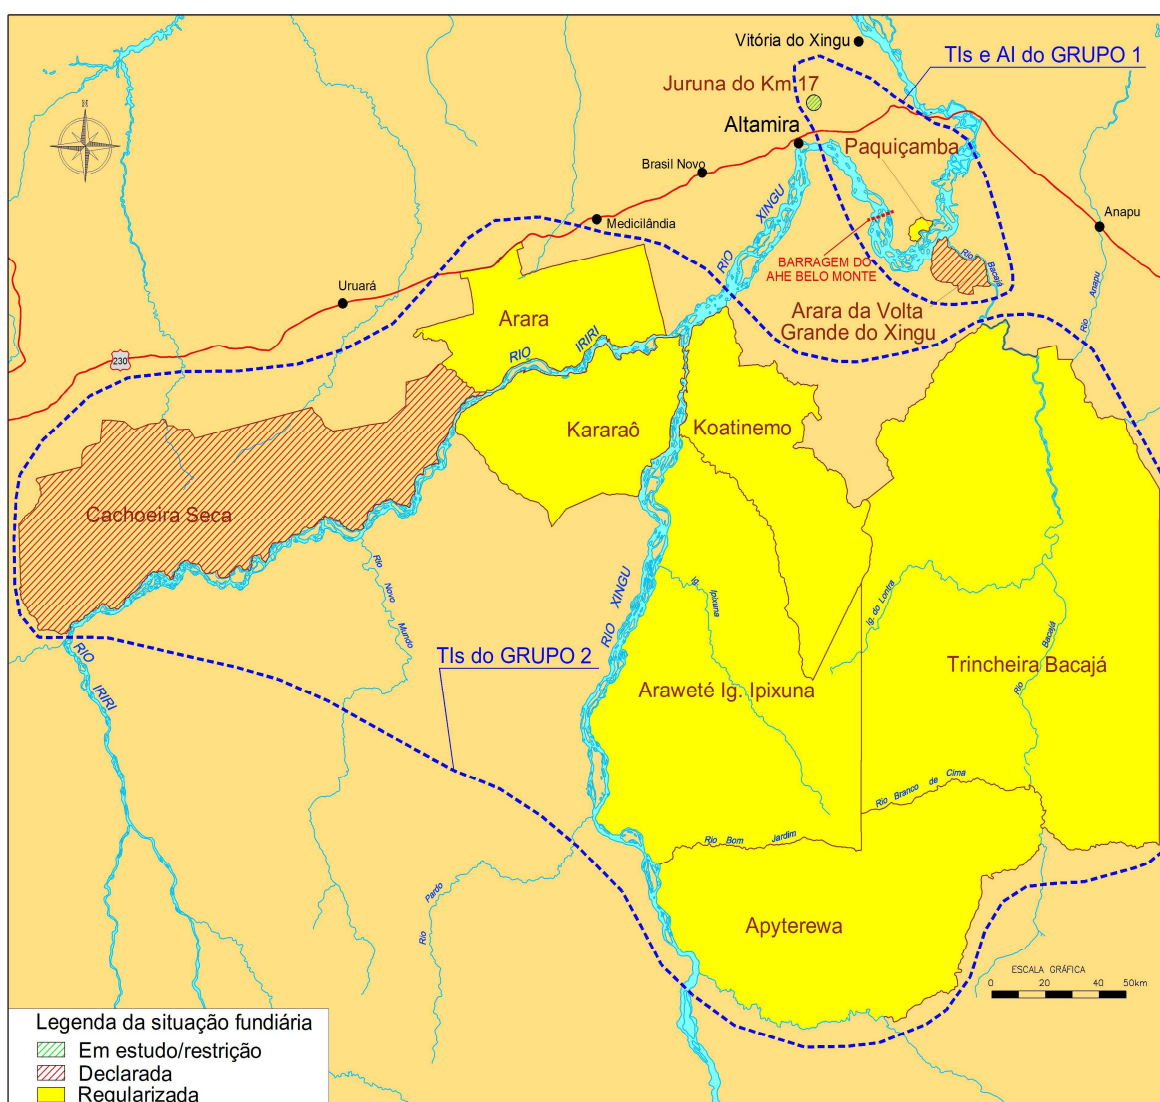 Vitória do Xingu
TIs e AI do GRUPO 1
Juruna do Km 17
Altamira
Paquiçamba
Brasil Novo
N
XINGU
RIO
Medicilândia
Anapu
BARRAGEM DO
AHE BELO MONTE
Rio Bacajá
Rio Anapu
Uruará
Arara da Volta
Grande do Xingu
Arara
RIO IRIRI
230
Kararaô
Koatinemo
Cachoeira Seca
Rio Novo Mundo
Ig. Ipixuna
Ig. do Lontra
RIO XINGU
Rio Bacajá
TIs do GRUPO 2
RIO IRIRI
Araweté Ig. Ipixuna
Trincheira Bacajá
Rio Branco de Cima
Rio Bom Jardim
Rio Pardo
Apyterewa
ESCALA GRÁFICA
0 20 40 50km
Legenda da situação fundiária
Em estudo/restrição
Declarada
Regularizada